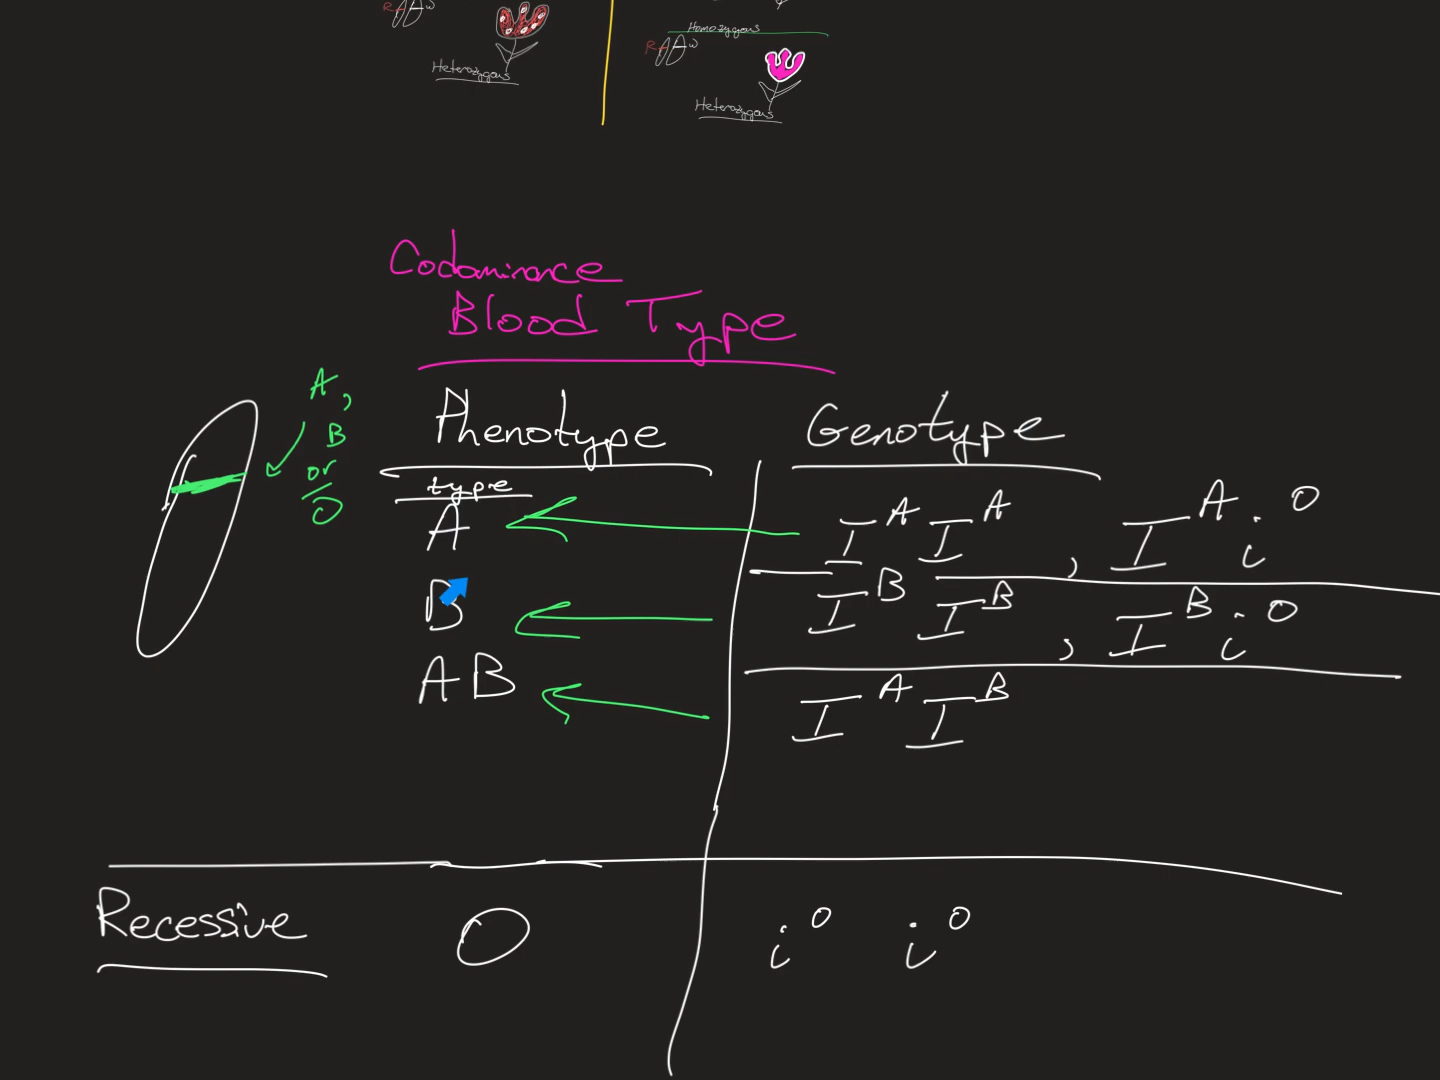 R A A W
Heterozygous
Homozygous
R A A W
Heterozygous
Codominance
Blood Type
A,
B
or
O
Phenotype Genotype
type
A I^A I^A , I^A i^O
B I^B I^B , I^B i^O
AB I^A I^B
Recessive O i^O i^O